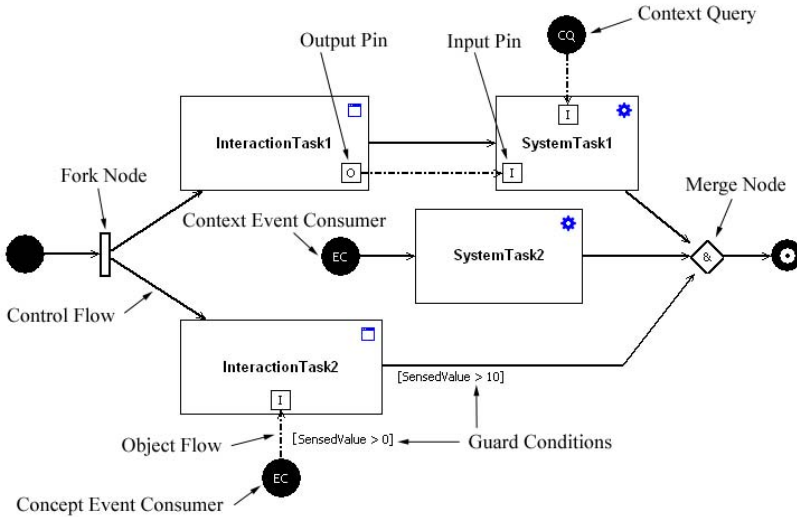 Context Query
CQ
Output Pin
Input Pin
InteractionTask1
O
I
I
SystemTask1
Fork Node
Merge Node
Context Event Consumer
EC
SystemTask2
&
Control Flow
InteractionTask2
I
[SensedValue > 10]
Object Flow
[SensedValue > 0]
Guard Conditions
EC
Concept Event Consumer